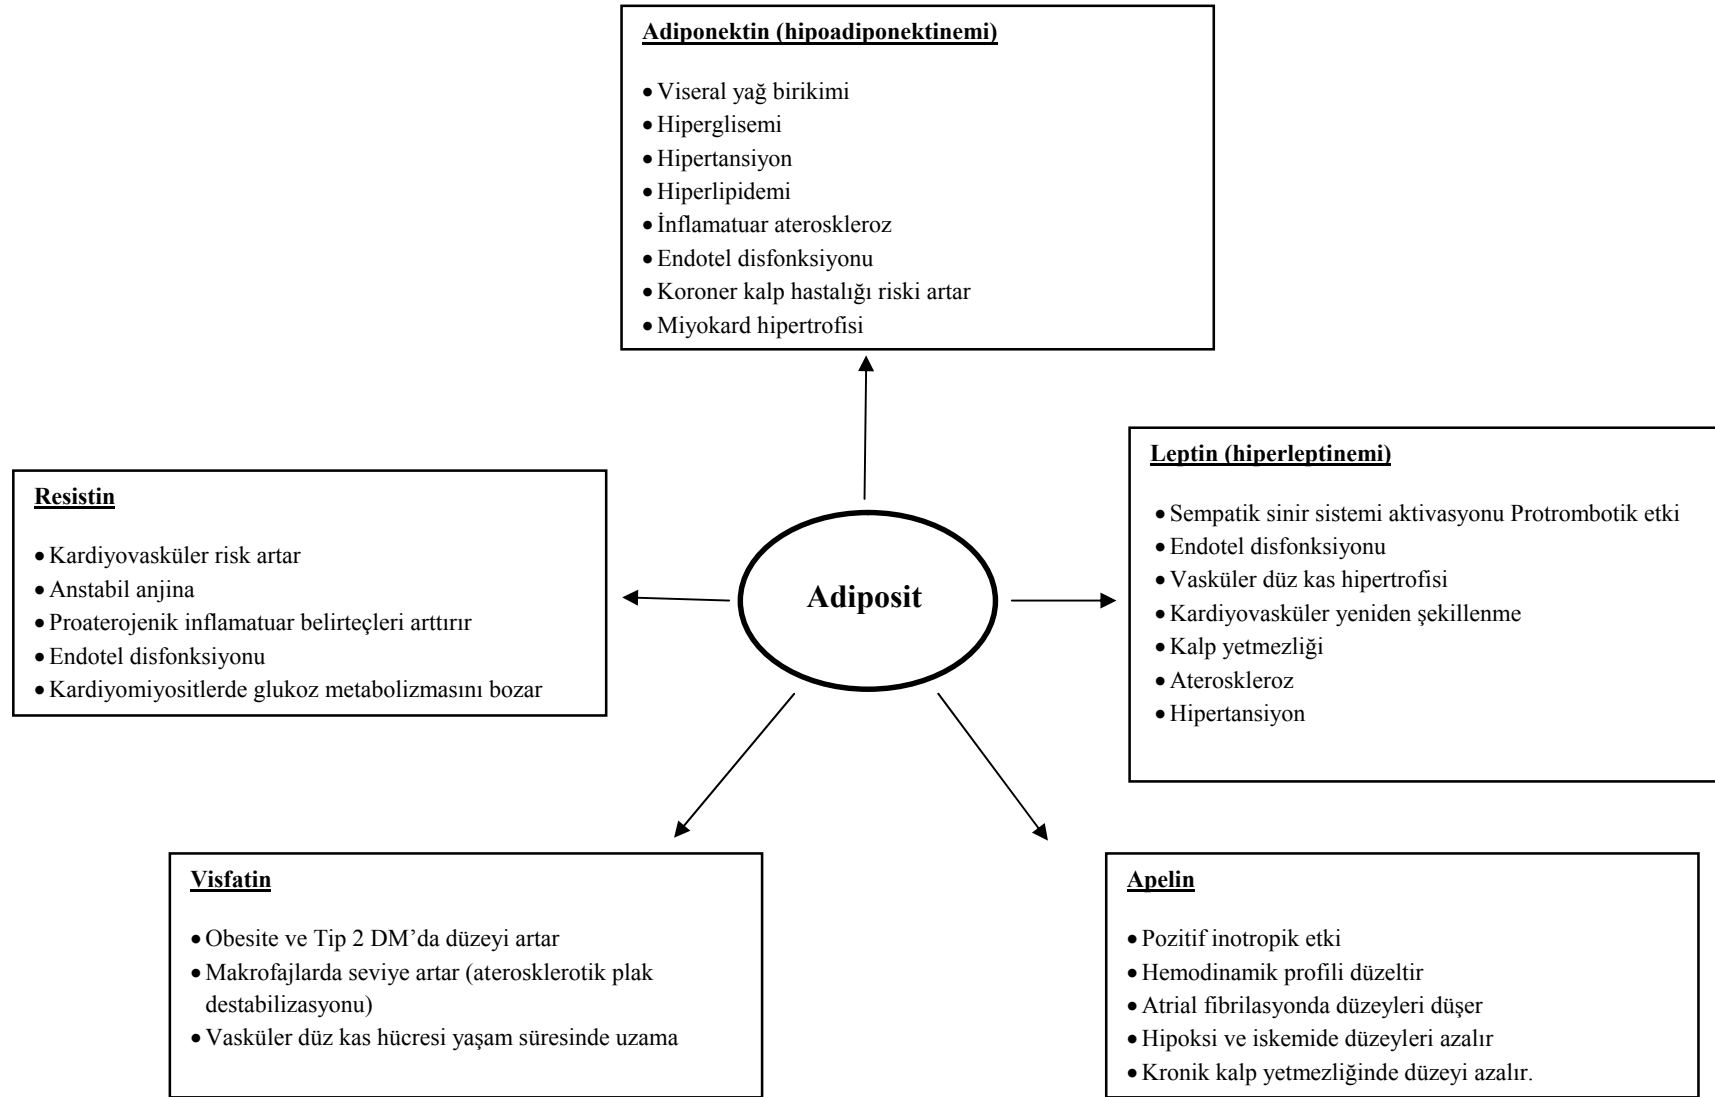 Adiponektin (hipoadiponektinemi)
• Viseral yağ birikimi
• Hiperglisemi
• Hipertansiyon
• Hiperlipidemi
• İnflamatuar ateroskleroz
• Endotel disfonksiyonu
• Koroner kalp hastalığı riski artar
• Miyokard hipertrofisi
Resistin
• Kardiyovasküler risk artar
• Anstabil anjina
• Proaterojenik inflamatuar belirteçleri arttırır
• Endotel disfonksiyonu
• Kardiyomiyositlerde glukoz metabolizmasını bozar
Adiposit
Leptin (hiperleptinemi)
• Sempatik sinir sistemi aktivasyonu Protrombotik etki
• Endotel disfonksiyonu
• Vasküler düz kas hipertrofisi
• Kardiyovasküler yeniden şekillenme
• Kalp yetmezliği
• Ateroskleroz
• Hipertansiyon
Visfatin
• Obesite ve Tip 2 DM’da düzeyi artar
• Makrofajlarda seviye artar (aterosklerotik plak
destabilizasyonu)
• Vasküler düz kas hücresi yaşam süresinde uzama
Apelin
• Pozitif inotropik etki
• Hemodinamik profili düzeltir
• Atrial fibrilasyonda düzeyleri düşer
• Hipoksi ve iskemide düzeyleri azalır
• Kronik kalp yetmezliğinde düzeyi azalır.